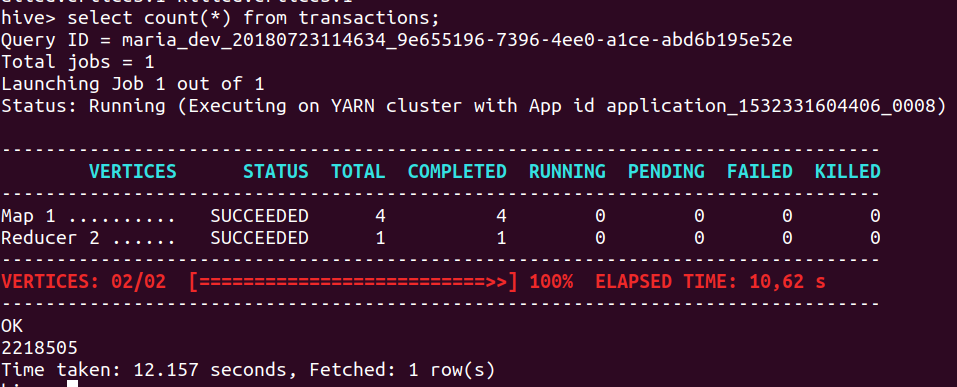 hive> select count(*) from transactions;
Query ID = maria_dev_20180723114634_9e655196-7396-4ee0-a1ce-abd6b195e52e
Total jobs = 1
Launching Job 1 out of 1
Status: Running (Executing on YARN cluster with App id application_1532331604406_0008)
--------------------------------------------------------------------------------
VERTICES STATUS TOTAL COMPLETED RUNNING PENDING FAILED KILLED
--------------------------------------------------------------------------------
Map 1 .......... SUCCEEDED 4 4 0 0 0 0
Reducer 2 ...... SUCCEEDED 1 1 0 0 0 0
--------------------------------------------------------------------------------
VERTICES: 02/02 [==========================>>] 100% ELAPSED TIME: 10,62 s
--------------------------------------------------------------------------------
OK
2218505
Time taken: 12.157 seconds, Fetched: 1 row(s)